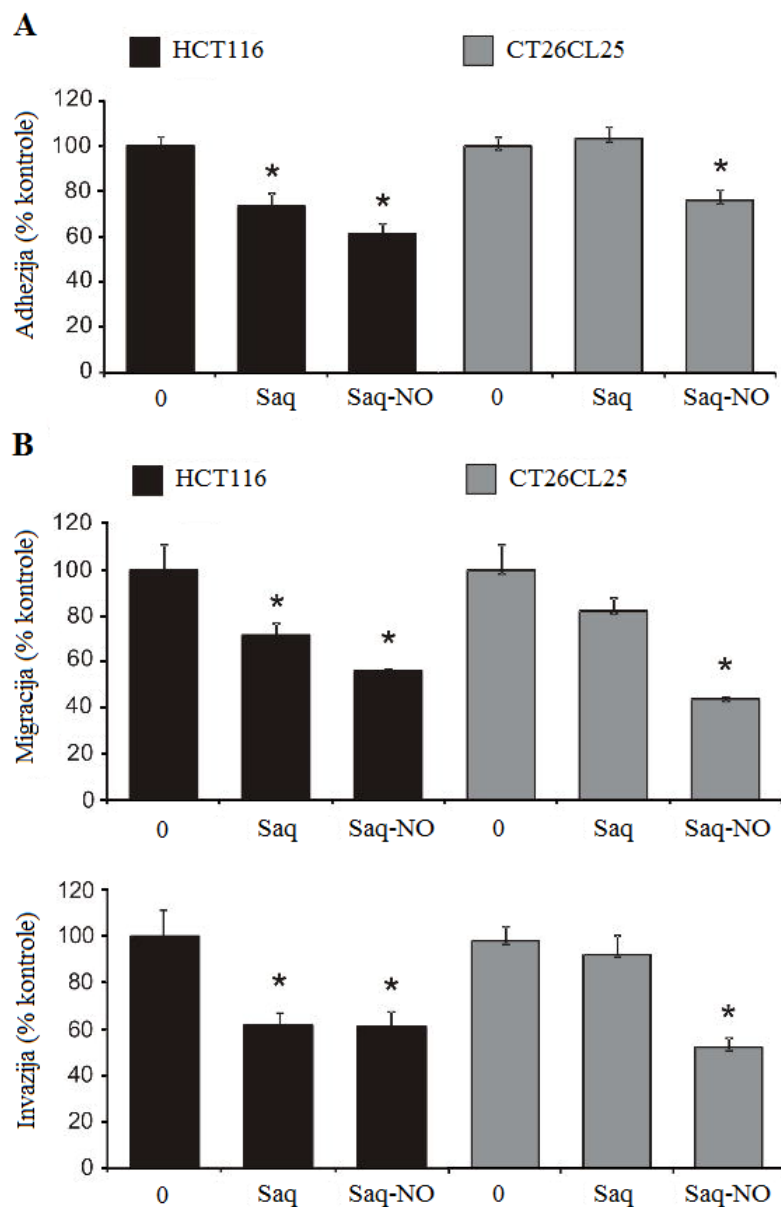 A
HCT116 CT26CL25
Adhezija (% kontrole)
120
100
80
60
40
20
0
* * *
0 Saq Saq-NO 0 Saq Saq-NO
B
HCT116 CT26CL25
Migracija (% kontrole)
120
100
80
60
40
20
0
* * *
0 Saq Saq-NO 0 Saq Saq-NO
Invazija (% kontrole)
120
100
80
60
40
20
0
* * *
0 Saq Saq-NO 0 Saq Saq-NO